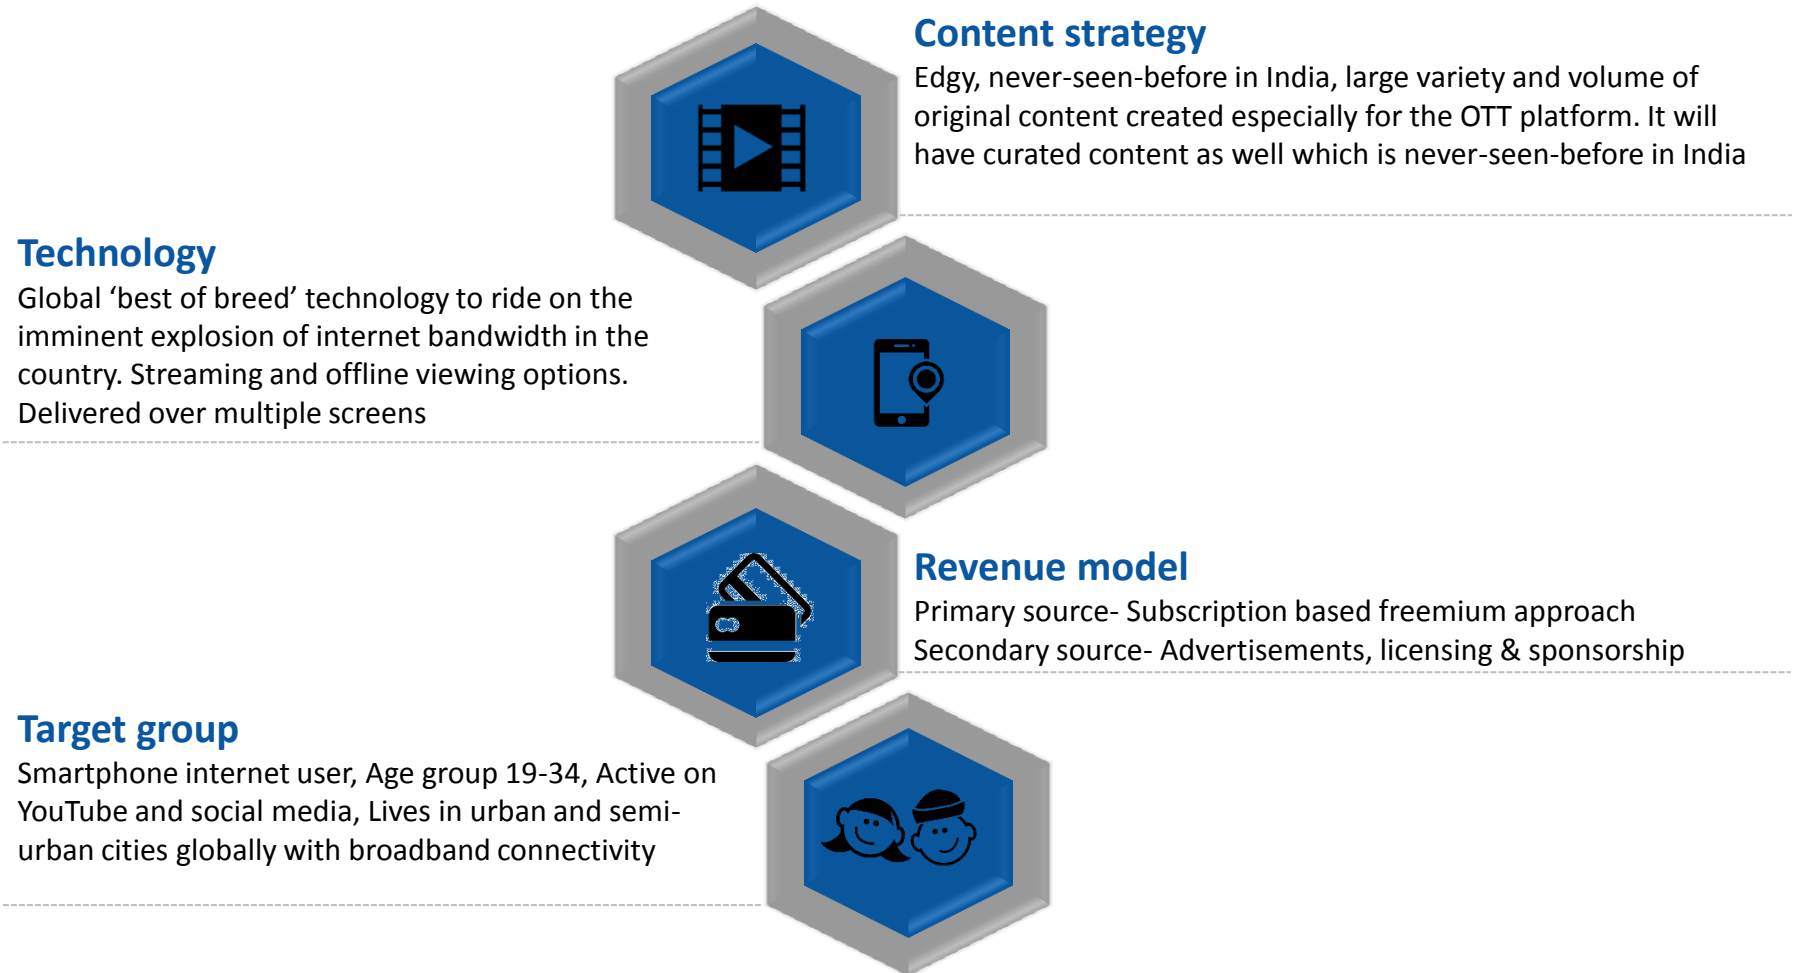 Content strategy
Edgy, never-seen-before in India, large variety and volume of
original content created especially for the OTT platform. It will
have curated content as well which is never-seen-before in India
Technology
Global ‘best of breed’ technology to ride on the
imminent explosion of internet bandwidth in the
country. Streaming and offline viewing options.
Delivered over multiple screens
Revenue model
Primary source- Subscription based freemium approach
Secondary source- Advertisements, licensing & sponsorship
Target group
Smartphone internet user, Age group 19-34, Active on
YouTube and social media, Lives in urban and semi-
urban cities globally with broadband connectivity